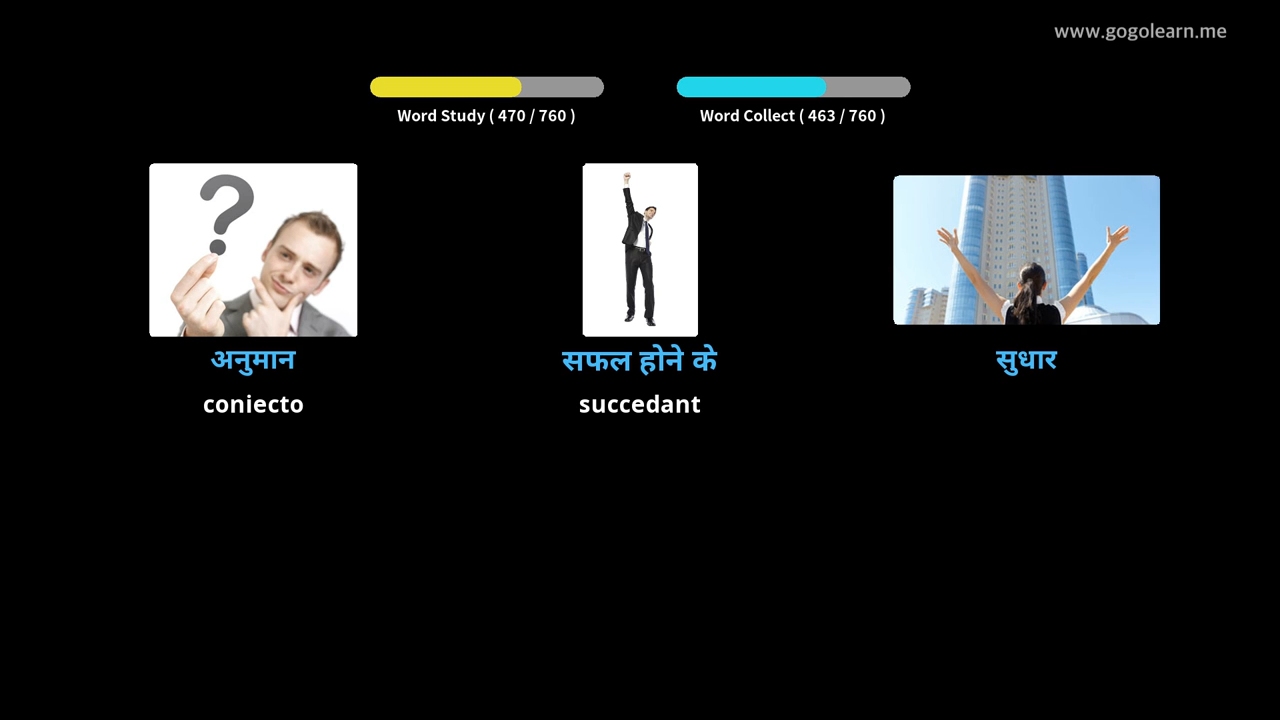 www.gogolearn.me
Word Study ( 470 / 760 )
Word Collect ( 463 / 760 )
?
अनुमान
सफल होने के
सुधार
coniecto
succedant